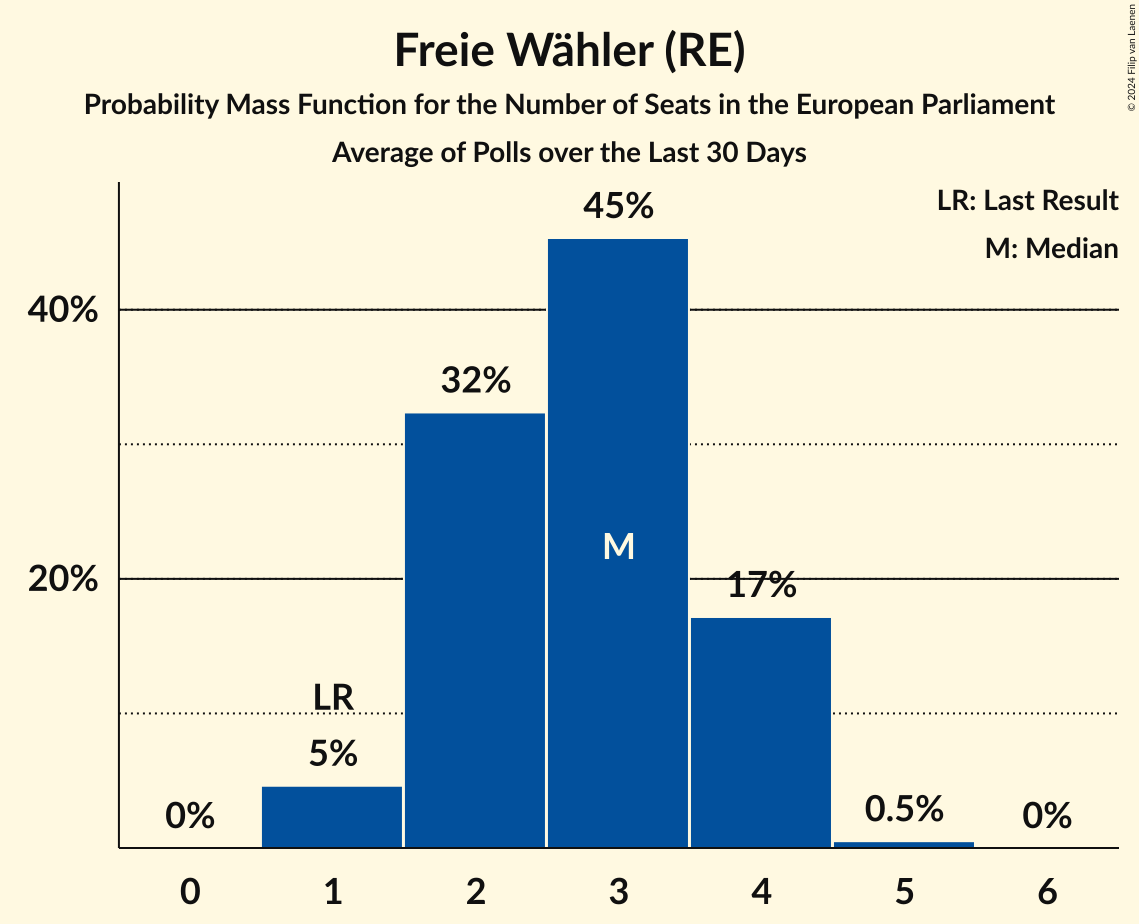 Freie Wähler (RE)
Probability Mass Function for the Number of Seats in the European Parliament
Average of Polls over the Last 30 Days
© 2024 Filip van Laenen
LR: Last Result
M: Median
45%
40%
32%
M
20%
17%
LR
5%
0%
0.5%
0%
0 1 2 3 4 5 6